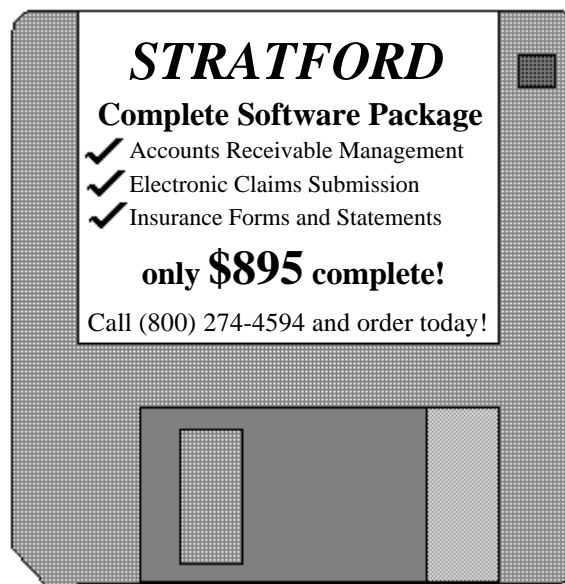 STRATFORD
Complete Software Package
Accounts Receivable Management
Electronic Claims Submission
Insurance Forms and Statements
only $895 complete!
Call (800) 274-4594 and order today!